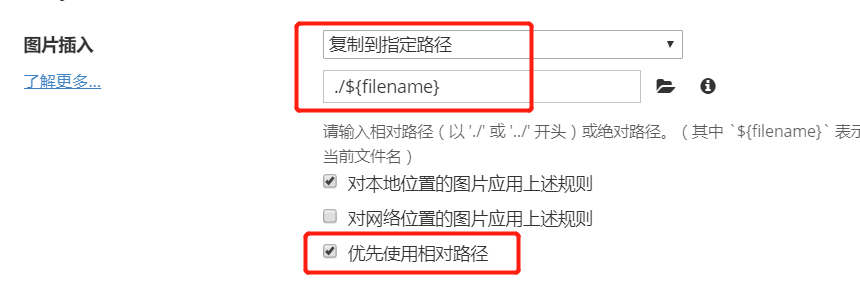 图片插入
复制到指定路径
了解更多...
./${filename}
请输入相对路径（以 './' 或 '../' 开头）或绝对路径。（其中 `${filename}` 表示
当前文件名）
对本地位置的图片应用上述规则
对网络位置的图片应用上述规则
优先使用相对路径